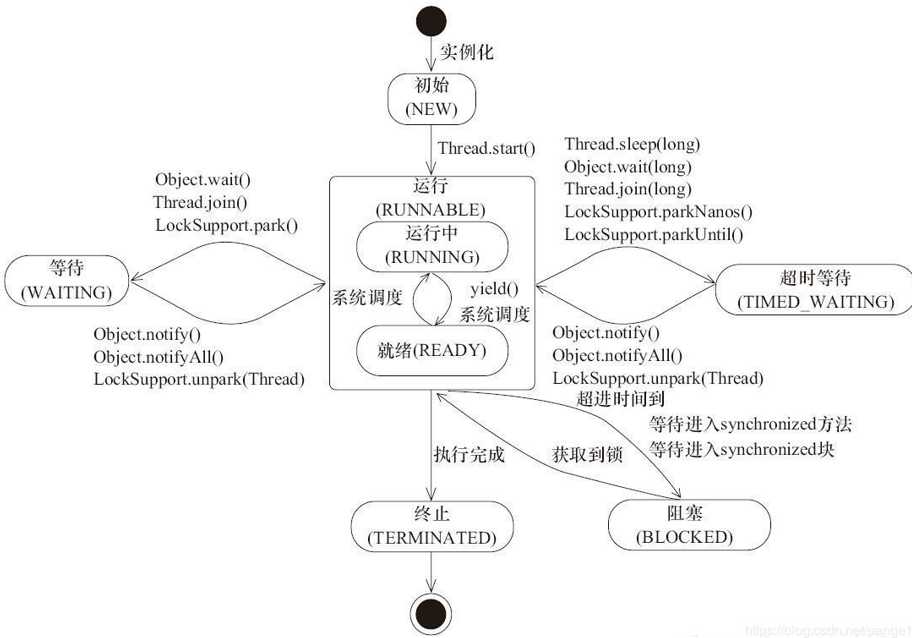 实例化
初始
(NEW)
Thread.start()
Object.wait()
Thread.join()
LockSupport.park()
Thread.sleep(long)
Object.wait(long)
Thread.join(long)
LockSupport.parkNanos()
LockSupport.parkUntil()
运行
(RUNNABLE)
运行中
(RUNNING)
等待
(WAITING)
超时等待
(TIMED_WAITING)
系统调度
yield()
系统调度
就绪(READY)
Object.notify()
Object.notifyAll()
LockSupport.unpark(Thread)
Object.notify()
Object.notifyAll()
LockSupport.unpark(Thread)
超进时间到
等待进入synchronized方法
等待进入synchronized块
执行完成
获取到锁
终止
(TERMINATED)
阻塞
(BLOCKED)
https://blog.csdn.net/pange1